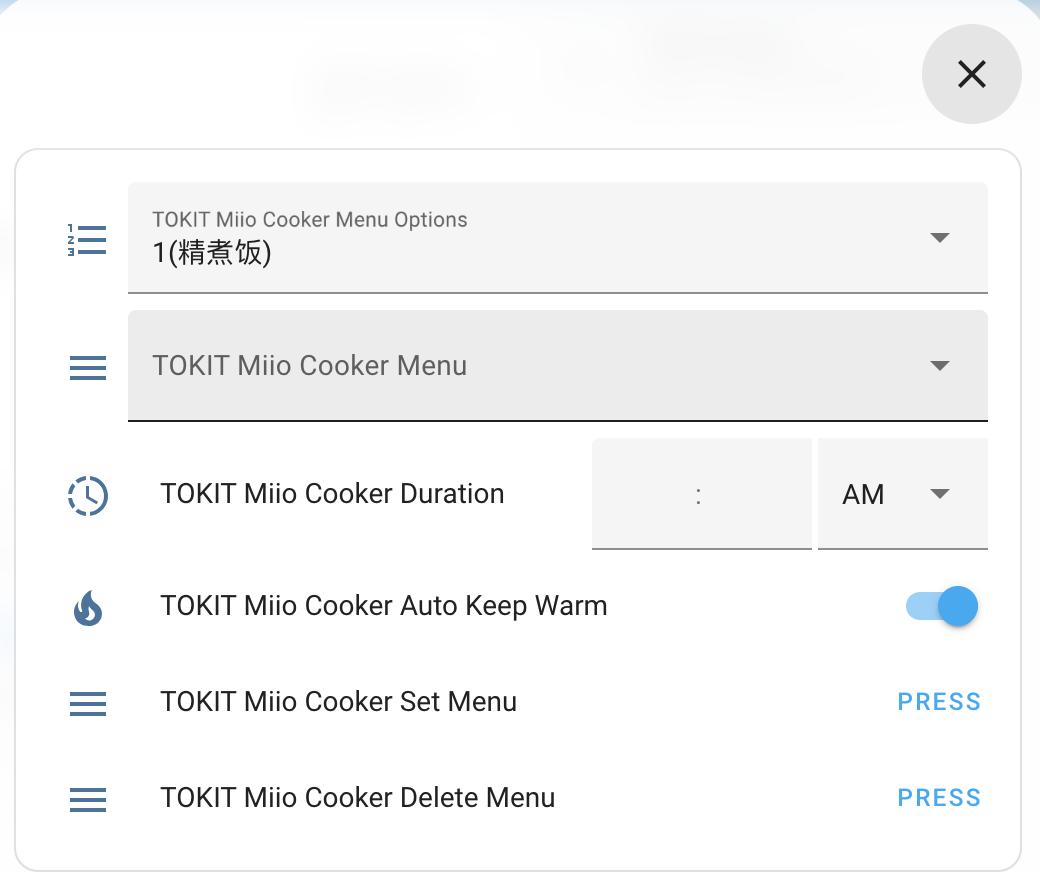 TOKIT Miio Cooker Menu Options
1(精煮饭)
TOKIT Miio Cooker Menu
TOKIT Miio Cooker Duration : AM
TOKIT Miio Cooker Auto Keep Warm
TOKIT Miio Cooker Set Menu PRESS
TOKIT Miio Cooker Delete Menu PRESS